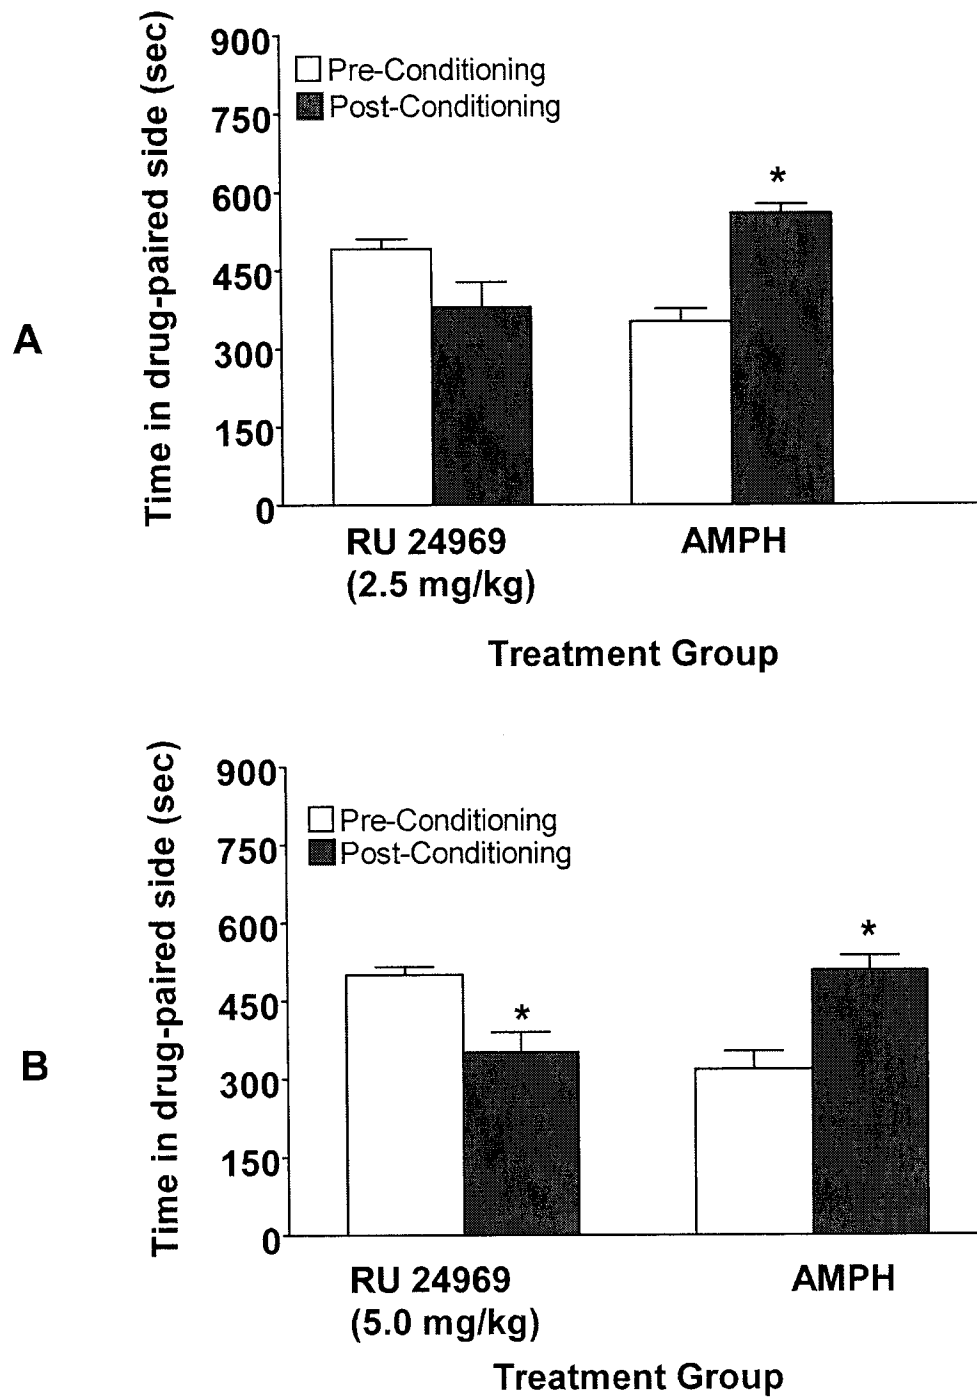 A
Time in drug-paired side (sec)
900
750
600
450
300
150
0
Pre-Conditioning
Post-Conditioning
*
RU 24969
(2.5 mg/kg)
AMPH
Treatment Group
B
Time in drug-paired side (sec)
900
750
600
450
300
150
0
Pre-Conditioning
Post-Conditioning
*
*
RU 24969
(5.0 mg/kg)
AMPH
Treatment Group